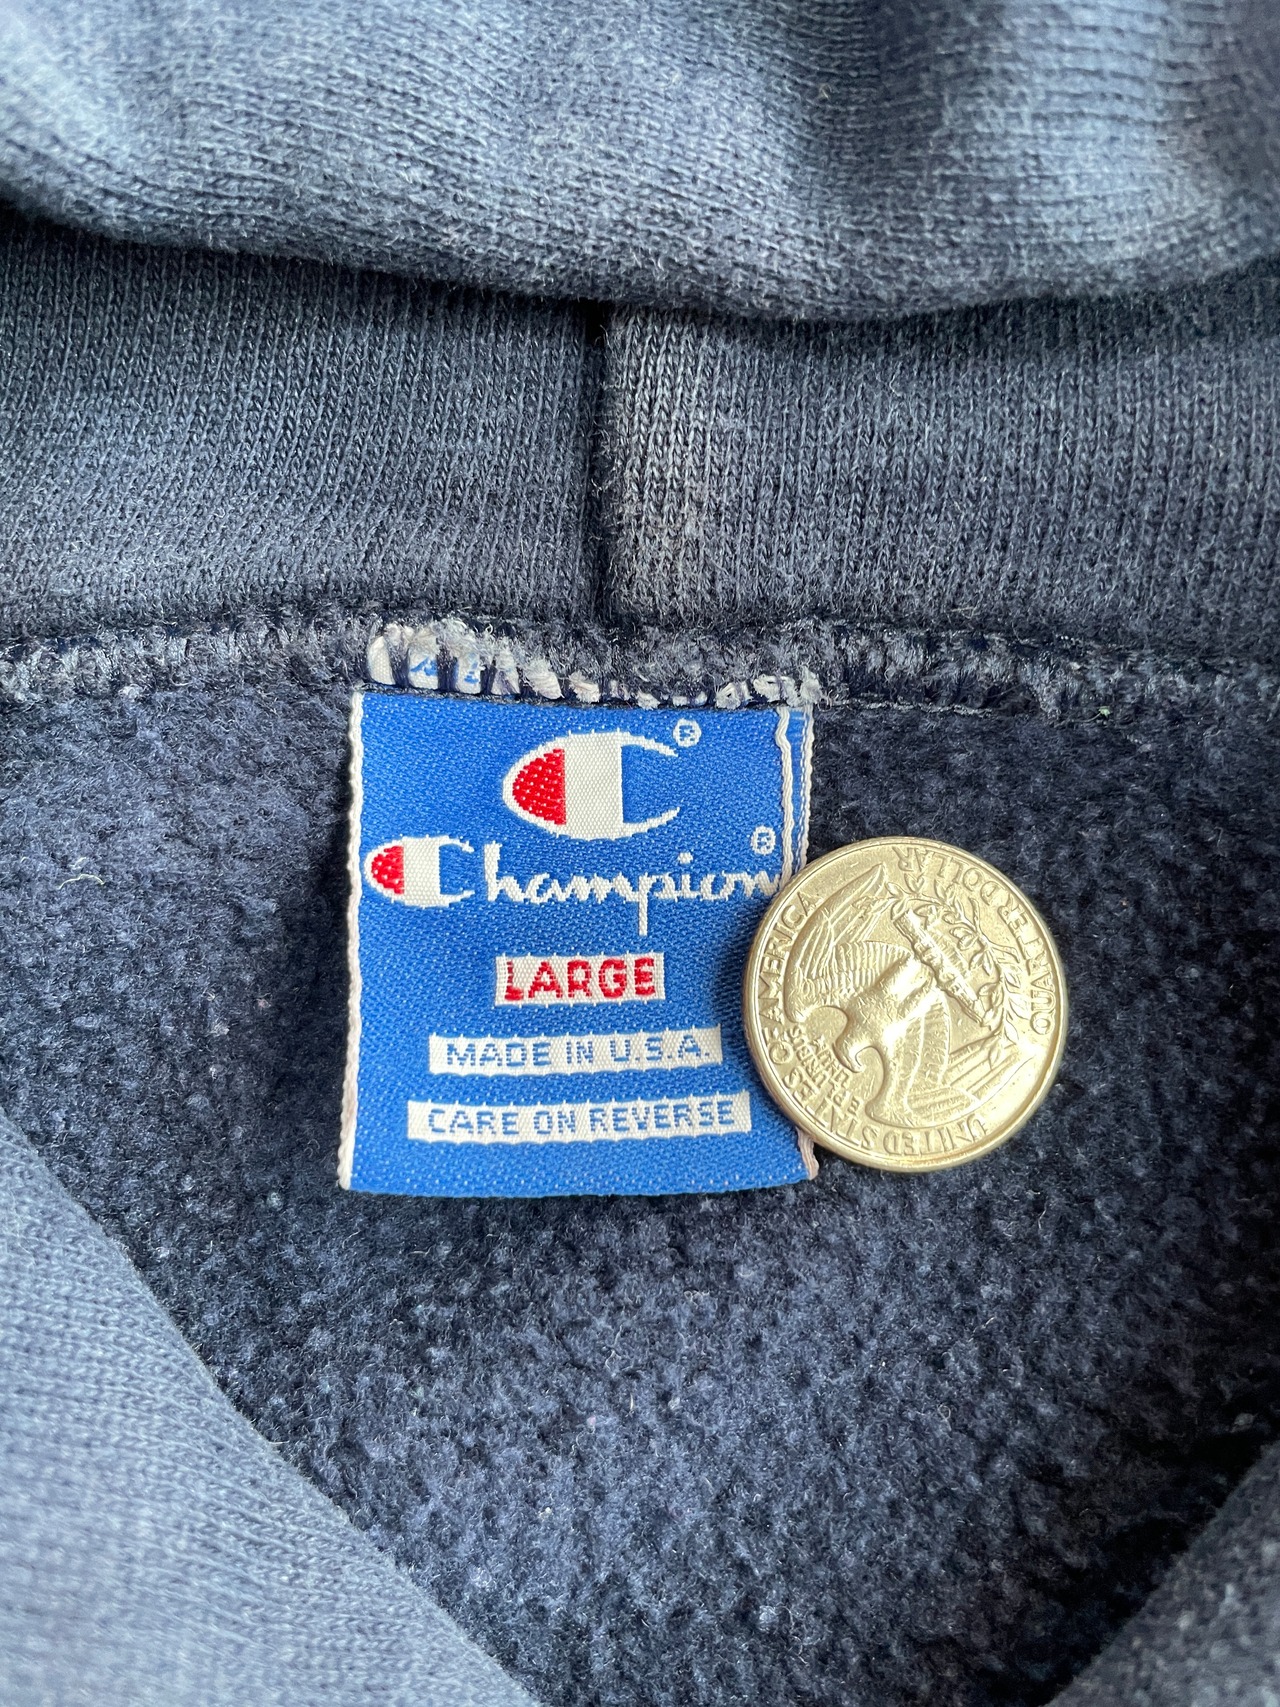 ®
Champion®
LARGE
MADE IN U.S.A.
CARE ON REVERSE
UNITED STATES OF AMERICA
E PLURIBUS UNUM
QUARTER DOLLAR